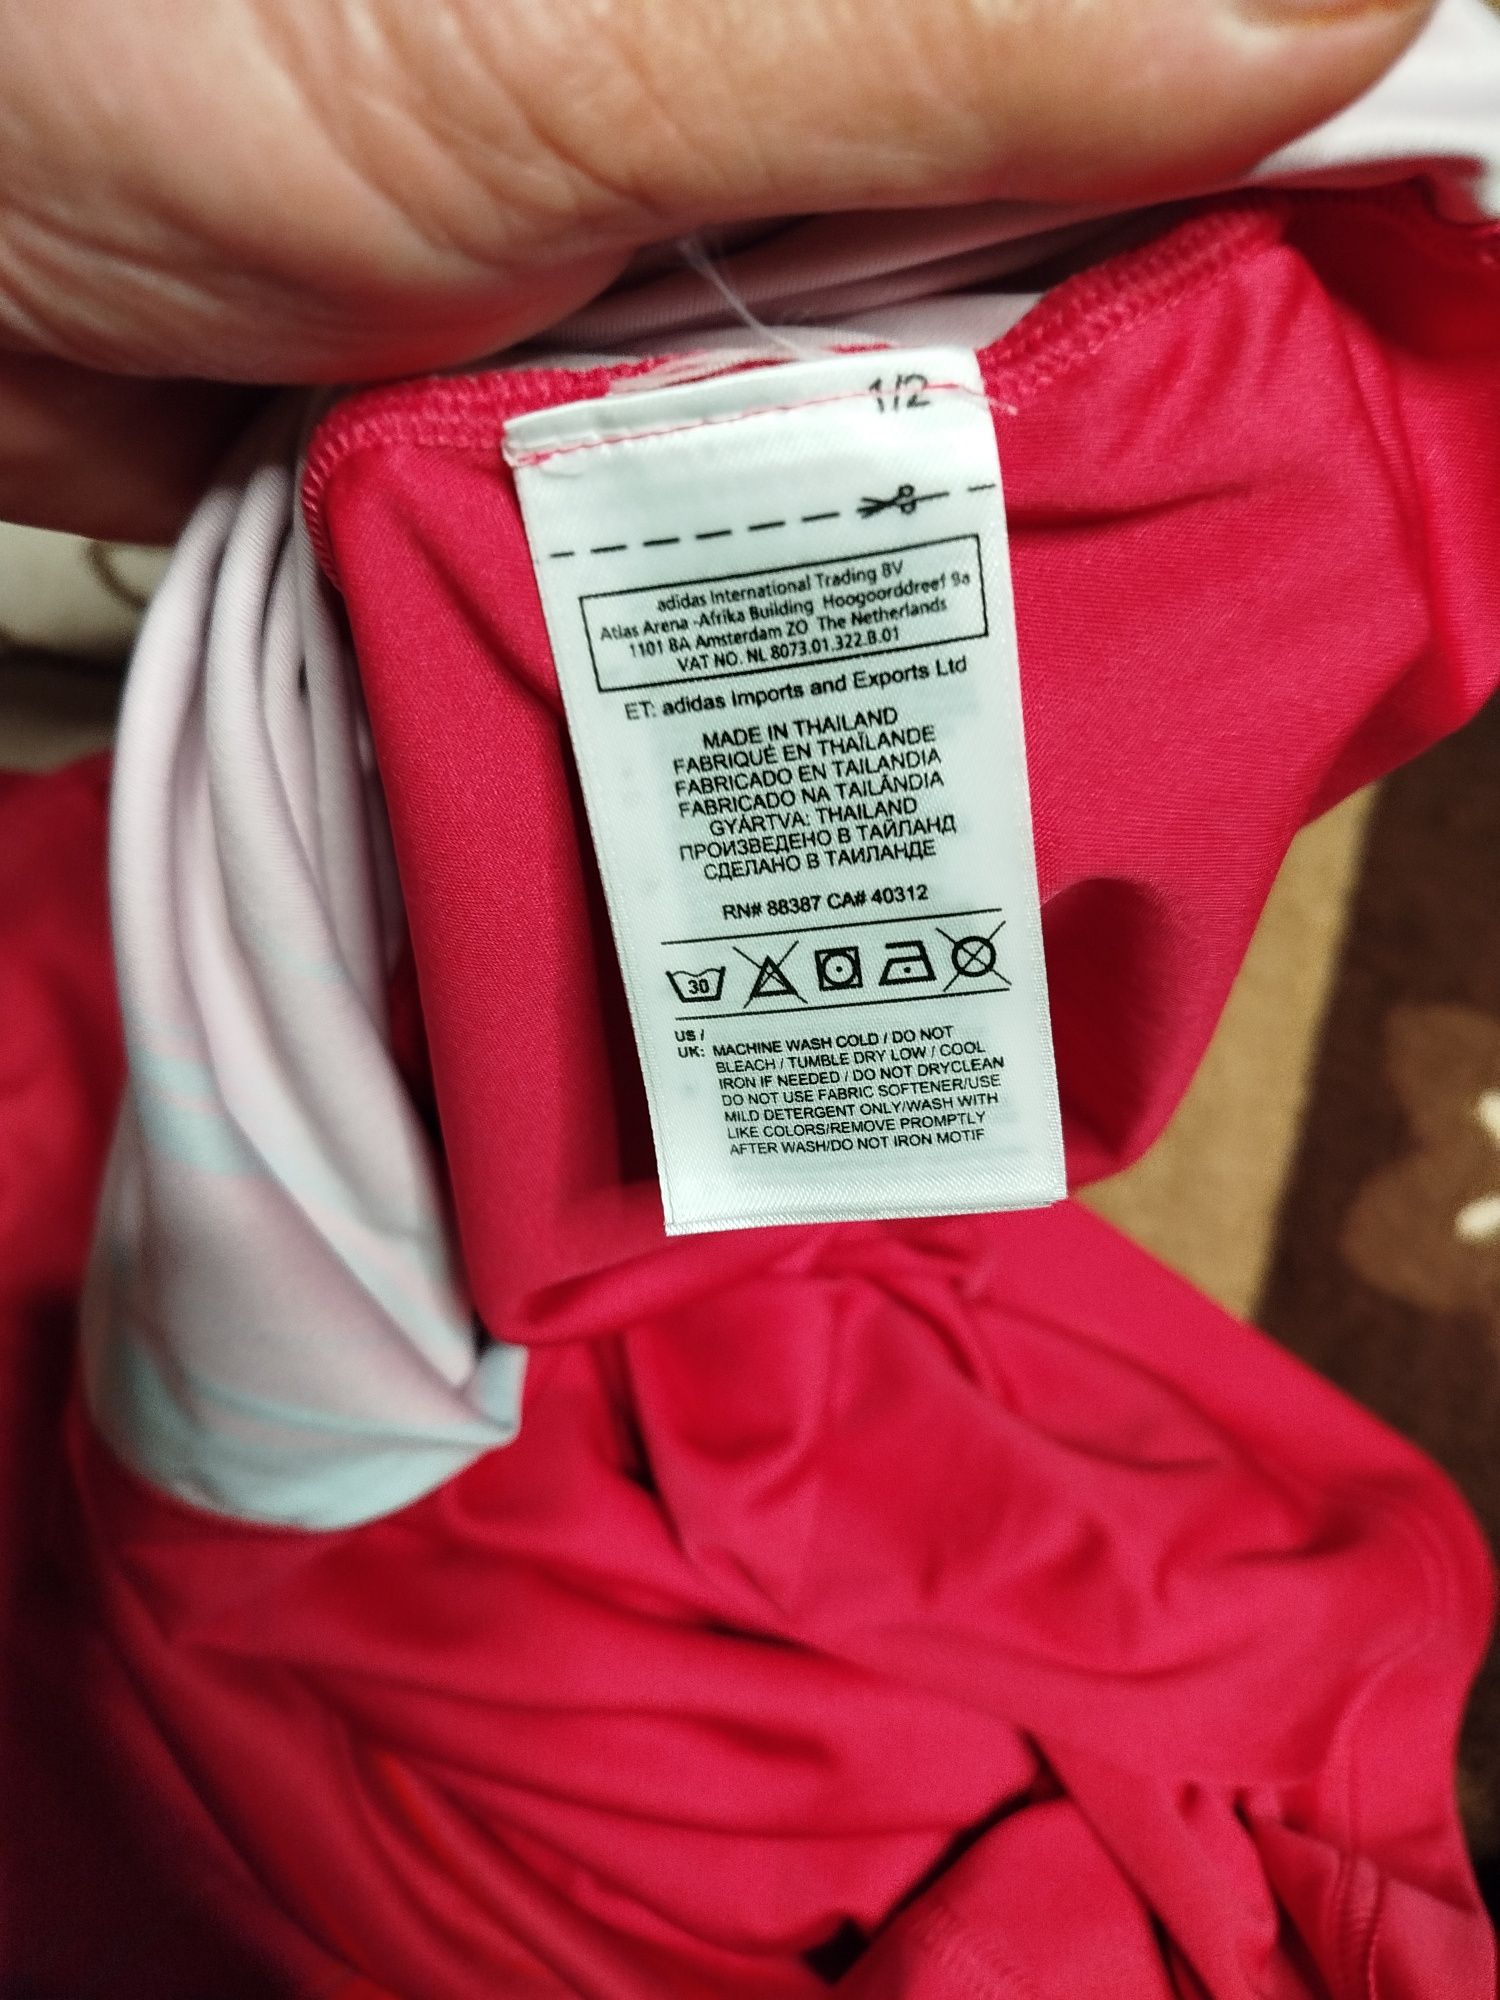 1/2
adidas International Trading BV
Atlas Arena -Afrika Building Hoogoorddreef 9a
1101 BA Amsterdam ZO The Netherlands
VAT NO. NL 8073.01.322.B.01
ET: adidas Imports and Exports Ltd
MADE IN THAILAND
FABRIQUÉ EN THAÏLANDE
FABRICADO EN TAILANDIA
FABRICADO NA TAILÂNDIA
GYÁRTVA: THAILAND
ПРОИЗВЕДЕНО В ТАЙЛАНД
СДЕЛАНО В ТАИЛАНДЕ
RN# 88387 CA# 40312
30
US /
UK: MACHINE WASH COLD / DO NOT
BLEACH / TUMBLE DRY LOW / COOL
IRON IF NEEDED / DO NOT DRYCLEAN
DO NOT USE FABRIC SOFTENER/USE
MILD DETERGENT ONLY/WASH WITH
LIKE COLORS/REMOVE PROMPTLY
AFTER WASH/DO NOT IRON MOTIF